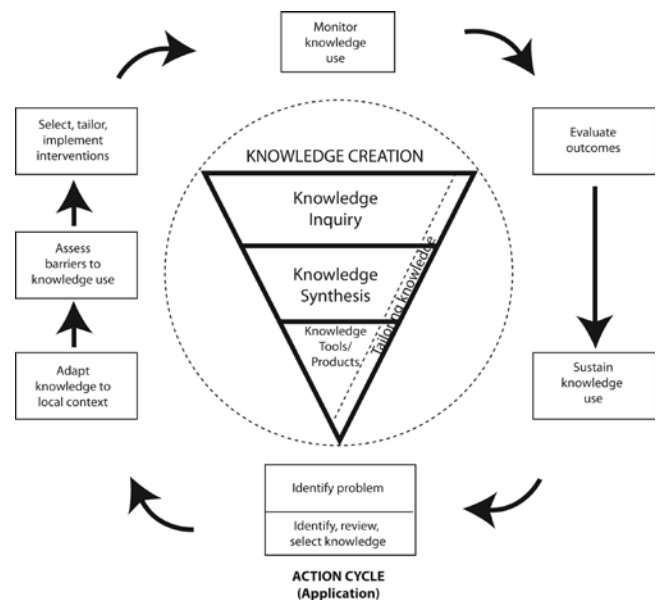 Monitor
knowledge
use
Select, tailor,
implement
interventions
Evaluate
outcomes
KNOWLEDGE CREATION
Knowledge
Inquiry
Assess
barriers to
knowledge use
Knowledge
Synthesis
Tailoring knowledge
Knowledge
Tools/
Products
Adapt
knowledge to
local context
Sustain
knowledge
use
Identify problem
Identify, review,
select knowledge
ACTION CYCLE
(Application)